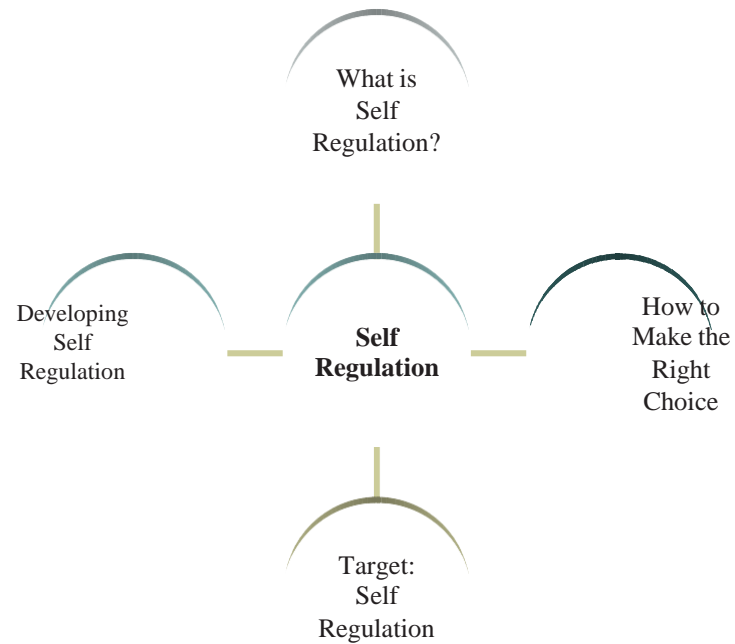 What is
Self
Regulation?
Developing
Self
Regulation
Self
Regulation
How to
Make the
Right
Choice
Target:
Self
Regulation